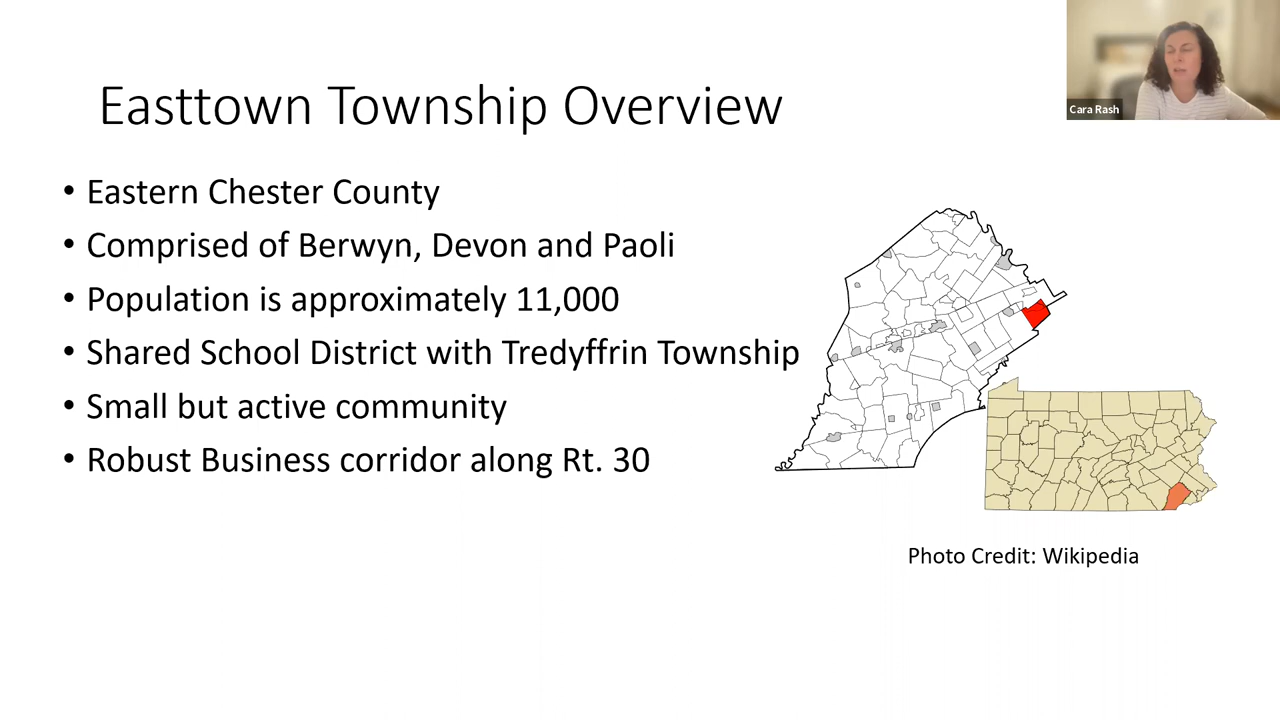 Easttown Township Overview
Cara Rash
• Eastern Chester County
• Comprised of Berwyn, Devon and Paoli
• Population is approximately 11,000
• Shared School District with Tredyffrin Township
• Small but active community
• Robust Business corridor along Rt. 30
Photo Credit: Wikipedia